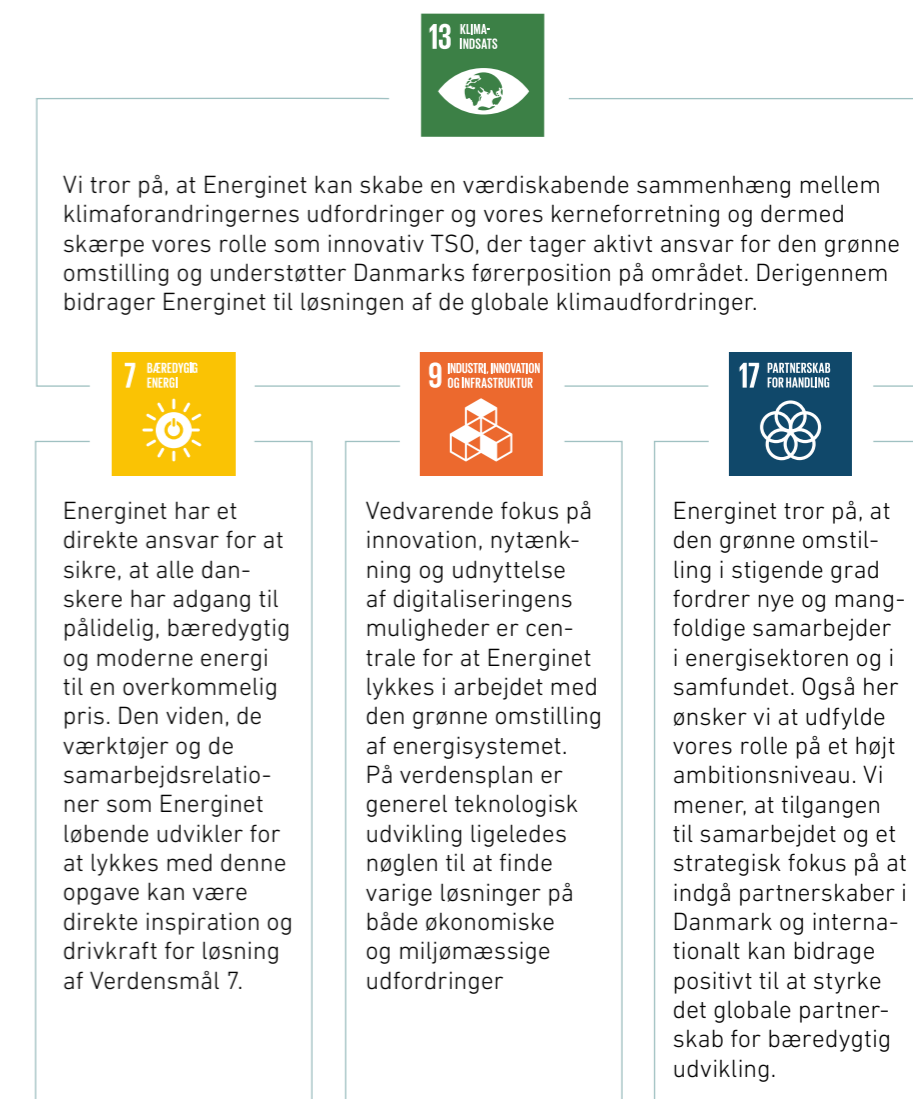 13 KLIMA-
INDSATS
Vi tror på, at Energinet kan skabe en værdiskabende sammenhæng mellem
klimaforandringernes udfordringer og vores kerneforretning og dermed
skærpe vores rolle som innovativ TSO, der tager aktivt ansvar for den grønne
omstilling og understøtter Danmarks førerposition på området. Derigennem
bidrager Energinet til løsningen af de globale klimaudfordringer.
7 BÆREDYGTIG
ENERGI
Energinet har et
direkte ansvar for at
sikre, at alle dan-
skere har adgang til
pålidelig, bæredygtig
og moderne energi
til en overkommelig
pris. Den viden, de
værktøjer og de
samarbejdsrelatio-
ner som Energinet
løbende udvikler for
at lykkes med denne
opgave kan være
direkte inspiration og
drivkraft for løsning
af Verdensmål 7.
9 INDUSTRI, INNOVATION
OG INFRASTRUKTUR
Vedvarende fokus på
innovation, nytænk-
ning og udnyttelse
af digitaliseringens
muligheder er cen-
trale for at Energinet
lykkes i arbejdet med
den grønne omstilling
af energisystemet.
På verdensplan er
generel teknologisk
udvikling ligeledes
nøglen til at finde
varige løsninger på
både økonomiske
og miljømæssige
udfordringer
17 PARTNERSKAB
FOR HANDLING
Energinet tror på, at
den grønne omstil-
ling i stigende grad
fordrer nye og mang-
foldige samarbejder
i energisektoren og i
samfundet. Også her
ønsker vi at udfylde
vores rolle på et højt
ambitionsniveau. Vi
mener, at tilgangen
til samarbejdet og et
strategisk fokus på at
indgå partnerskaber i
Danmark og interna-
tionalt kan bidrage
positivt til at styrke
det globale partner-
skab for bæredygtig
udvikling.